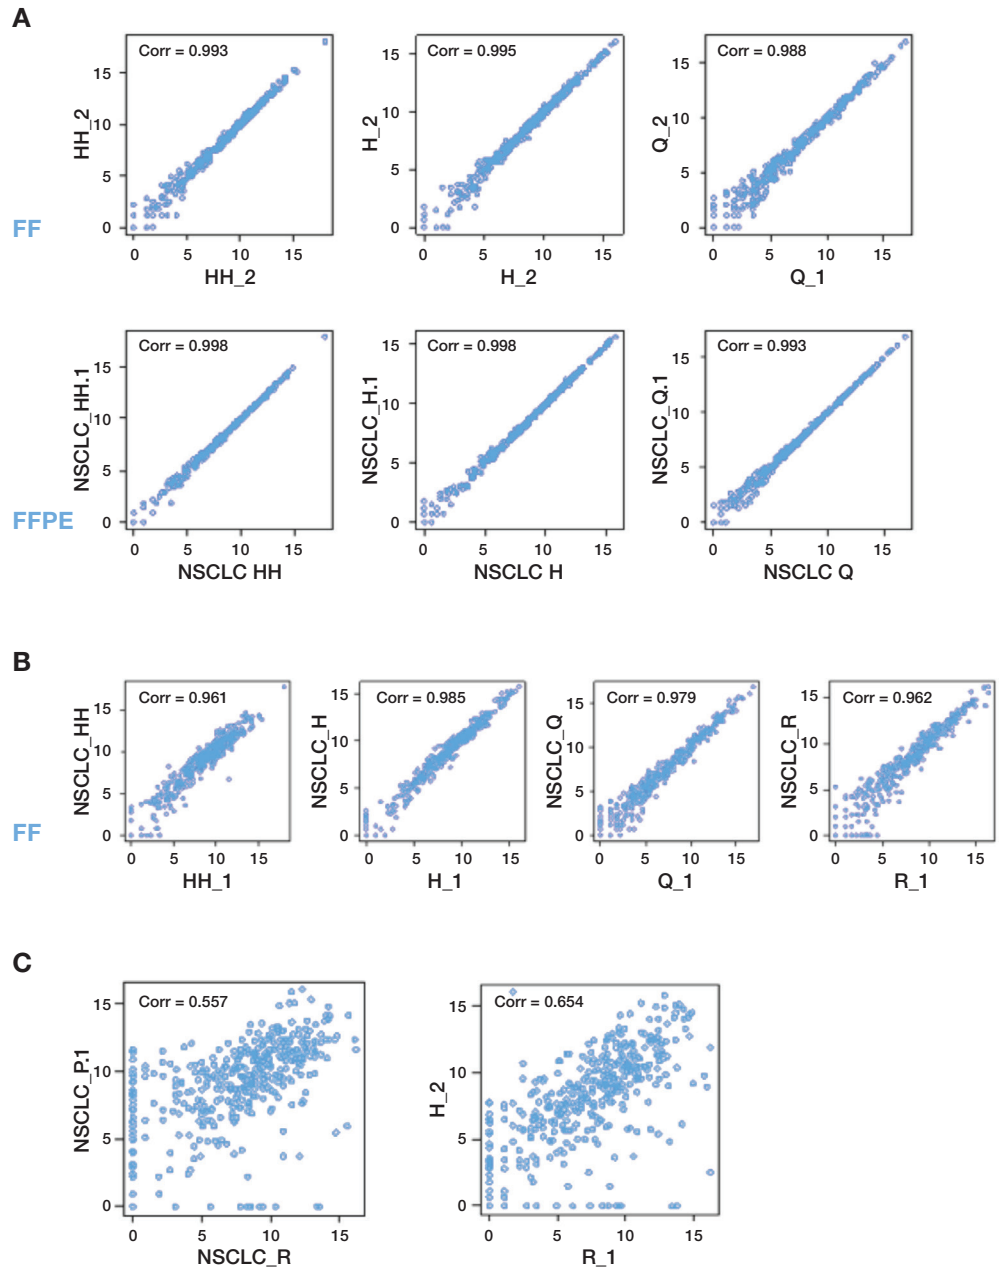 A
Corr = 0.993
HH_2
15
10
5
0
0 5 10 15
HH_2
Corr = 0.995
H_2
15
10
5
0
0 5 10 15
H_2
Corr = 0.988
Q_2
15
10
5
0
0 5 10 15
Q_1
FF
Corr = 0.998
NSCLC_HH.1
15
10
5
0
0 5 10 15
NSCLC HH
Corr = 0.998
NSCLC_H.1
15
10
5
0
0 5 10 15
NSCLC H
Corr = 0.993
NSCLC_Q.1
15
10
5
0
0 5 10 15
NSCLC Q
FFPE
B
Corr = 0.961
NSCLC_HH
15
10
5
0
0 5 10 15
HH_1
Corr = 0.985
NSCLC_H
15
10
5
0
0 5 10 15
H_1
Corr = 0.979
NSCLC_Q
15
10
5
0
0 5 10 15
Q_1
Corr = 0.962
NSCLC_R
15
10
5
0
0 5 10 15
R_1
FF
C
Corr = 0.557
NSCLC_P.1
15
10
5
0
0 5 10 15
NSCLC_R
Corr = 0.654
H_2
15
10
5
0
0 5 10 15
R_1